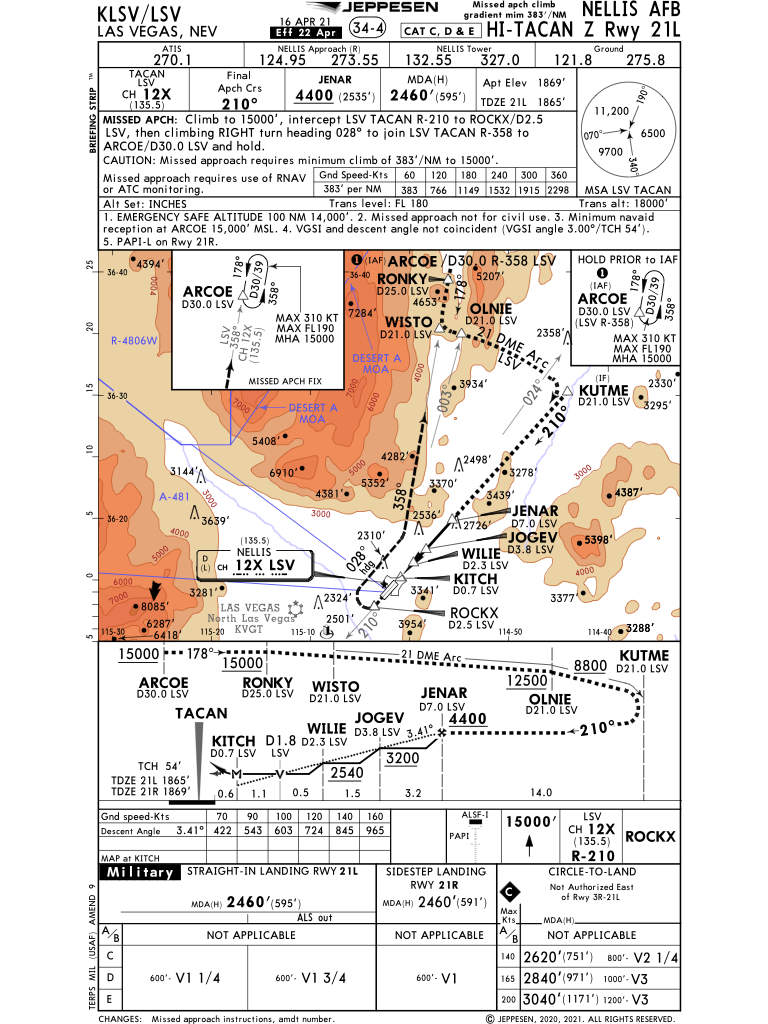 KLSV/LSV
LAS VEGAS, NEV
16 APR 21
Eff 22 Apr
JEPPESEN
34-4
Missed apch climb
gradient mim 383'/NM
CAT C, D & E
NELLIS AFB
HI-TACAN Z Rwy 21L
ATIS
270.1
NELLIS Approach (R)
124.95 273.55
NELLIS Tower
132.55 327.0
Ground
121.8 275.8
BRIEFING STRIP TM
TACAN
LSV
CH 12X
(135.5)
Final
Apch Crs
210°
JENAR
4400 (2535')
MDA(H)
2460' (595')
Apt Elev 1869'
TDZE 21L 1865'
MISSED APCH: Climb to 15000', intercept LSV TACAN R-210 to ROCKX/D2.5
LSV, then climbing RIGHT turn heading 028° to join LSV TACAN R-358 to
ARCOE/D30.0 LSV and hold.
CAUTION: Missed approach requires minimum climb of 383'/NM to 15000'.
Missed approach requires use of RNAV
or ATC monitoring.
Gnd Speed-Kts 60 120 180 240 300 360
383' per NM 383 766 1149 1532 1915 2298
11,200
190°
070°
6500
9700
340°
MSA LSV TACAN
Alt Set: INCHES Trans level: FL 180 Trans alt: 18000'
1. EMERGENCY SAFE ALTITUDE 100 NM 14,000'. 2. Missed approach not for civil use. 3. Minimum navaid
reception at ARCOE 15,000' MSL. 4. VGSI and descent angle not coincident (VGSI angle 3.00°/TCH 54').
5. PAPI-L on Rwy 21R.
25
20
15
10
5
0
5
36-40
4394'
7000
R-4806W
36-30
ARCOE
D30.0 LSV
178°
D30/39
358°
MAX 310 KT
MAX FL190
MHA 15000
LSV
358°
CH 12X
(135.5)
MISSED APCH FIX
1 (IAF) ARCOE/D30.0 R-358 LSV
36-40
RONKY
D25.0 LSV
5207'
4653'
178°
7284'
WISTO
D21.0 LSV
OLNIE
D21.0 LSV
21 DME Arc
LSV
2358'
DESERT A
MOA
7000
6000
4000
3934'
003°
024°
HOLD PRIOR to IAF
1
(IAF)
ARCOE
D30.0 LSV
(LSV R-358)
178°
D30/39
358°
MAX 310 KT
MAX FL190
MHA 15000
(IF)
KUTME
D21.0 LSV
2330'
3295'
210°
7000
DESERT A
MOA
5408'
6910'
5000
5352'
4381'
4282'
2498'
3278'
3370'
3439'
3000
4387'
3144'
A-481
3000
3639'
36-20
4000
5000
3000
358°
2536'
2726'
JENAR
D7.0 LSV
JOGEV
D3.8 LSV
5398'
4000
2310'
028°
hdg
WILIE
D2.3 LSV
KITCH
D0.7 LSV
(135.5)
NELLIS
D
(L) CH 12X LSV
6000
7000
8085'
3281'
6287'
6418'
LAS VEGAS
North Las Vegas
KVGT
2324'
2501'
1
210°
3341'
ROCKX
D2.5 LSV
3954'
3377'
3288'
115-30
115-20
115-10
114-50
114-40
15000
178°
15000
21 DME Arc
12500
8800
KUTME
D21.0 LSV
ARCOE
D30.0 LSV
RONKY
D25.0 LSV
WISTO
D21.0 LSV
OLNIE
D21.0 LSV
210°
TACAN
KITCH
D0.7 LSV
D1.8
LSV
WILIE
D2.3 LSV
JOGEV
D3.8 LSV
JENAR
D7.0 LSV
4400
3.41°
3200
2540
M
V
TCH 54'
TDZE 21L 1865'
TDZE 21R 1869'
0.6 1.1 0.5 1.5 3.2 14.0
Gnd speed-Kts 70 90 100 120 140 160
Descent Angle 3.41° 422 543 603 724 845 965
MAP at KITCH
ALSF-I
PAPI
15000'
LSV
CH 12X
(135.5)
R-210
ROCKX
Military
STRAIGHT-IN LANDING RWY 21L
MDA(H) 2460' (595')
ALS out
SIDESTEP LANDING
RWY 21R
MDA(H) 2460' (591')
CIRCLE-TO-LAND
C
Not Authorized East
of Rwy 3R-21L
Max
Kts
MDA(H)
A/B NOT APPLICABLE NOT APPLICABLE A/B NOT APPLICABLE
C 140 2620' (751') 800'- V2 1/4
D 600'- V1 1/4 600'- V1 3/4 600'- V1 165 2840' (971') 1000'- V3
E 200 3040' (1171') 1200'- V3
TERPS MIL (USAF) AMEND 9
CHANGES: Missed approach instructions, amdt number.
© JEPPESEN, 2020, 2021. ALL RIGHTS RESERVED.